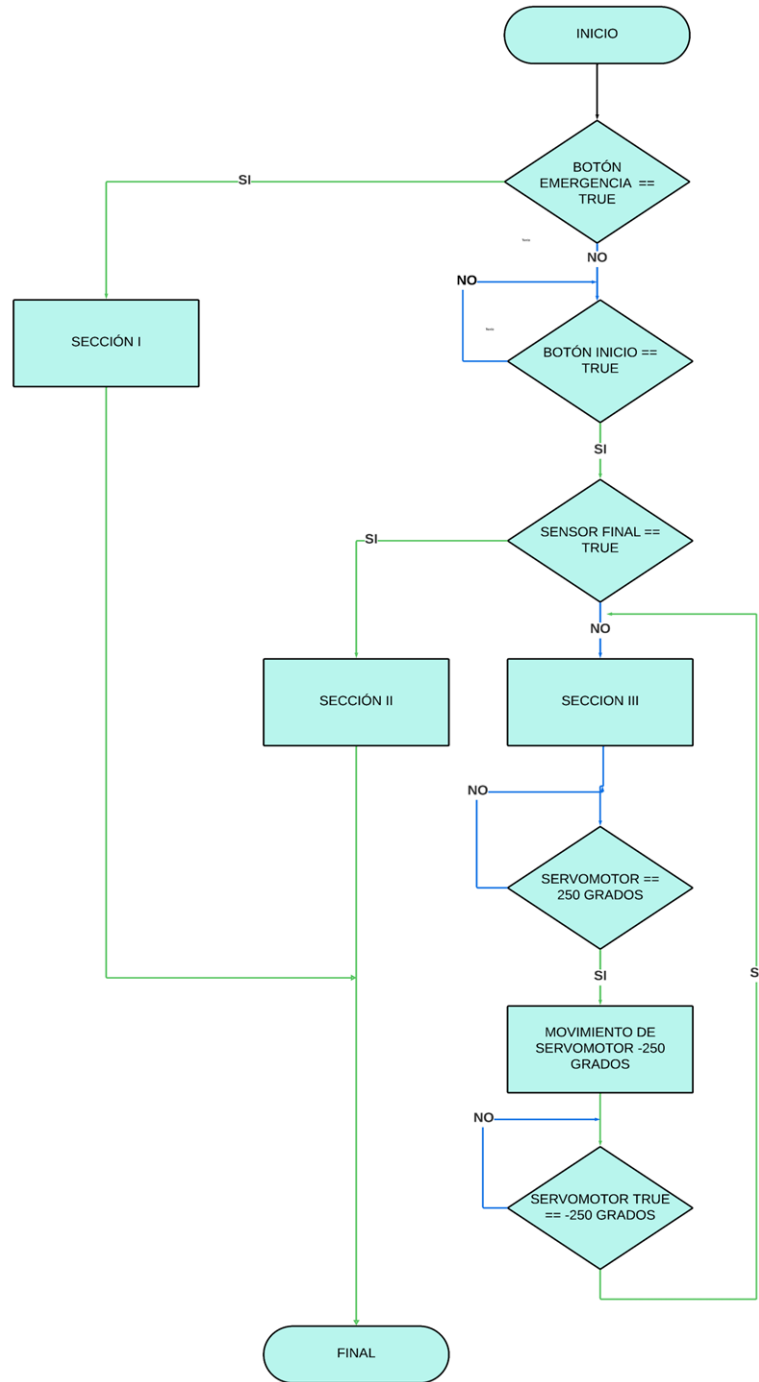 INICIO
BOTÓN
EMERGENCIA ==
TRUE
SI
NO
NO
SECCIÓN I
BOTÓN INICIO ==
TRUE
SI
SENSOR FINAL ==
TRUE
SI
NO
SECCIÓN II
SECCION III
NO
SERVOMOTOR ==
250 GRADOS
SI
S
MOVIMIENTO DE
SERVOMOTOR -250
GRADOS
NO
SERVOMOTOR TRUE
== -250 GRADOS
FINAL